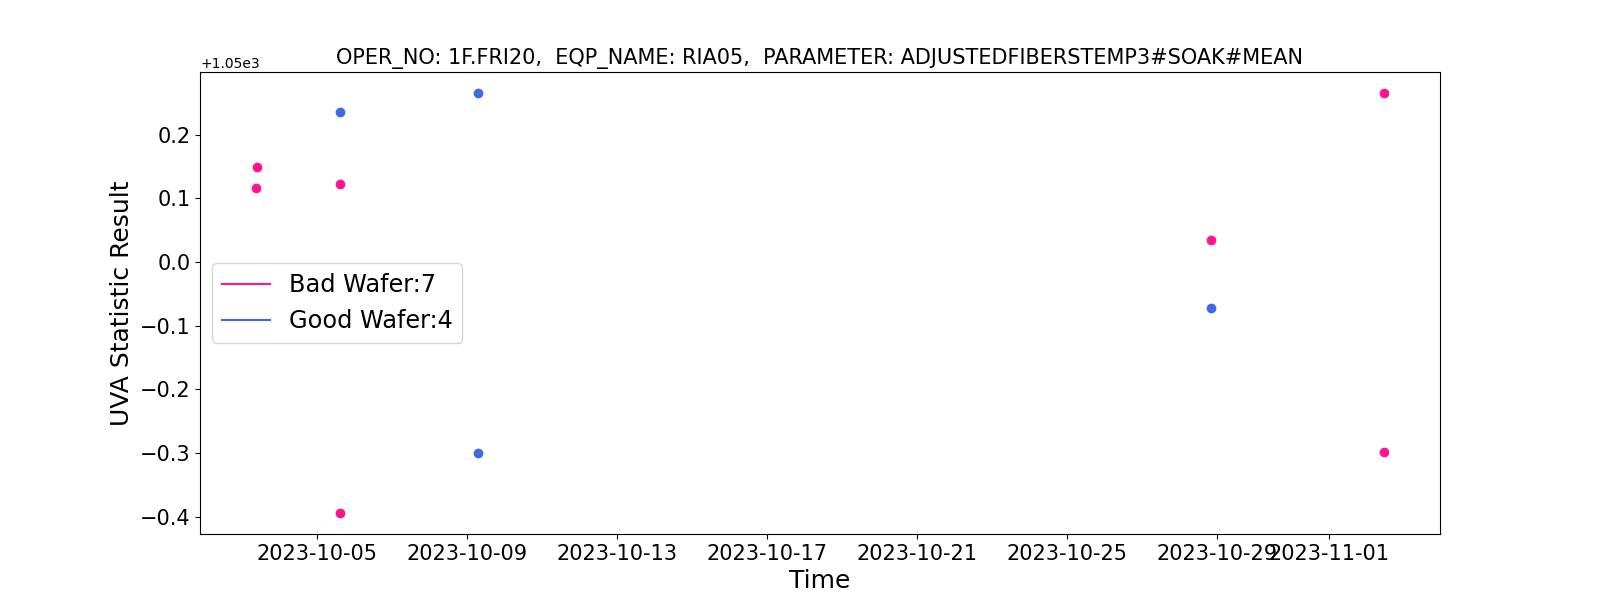 OPER_NO: 1F.FRI20,  EQP_NAME: RIA05,  PARAMETER: ADJUSTEDFIBERSTEMP3#SOAK#MEAN
+1.05e3
0.2
0.1
0.0
−0.1
−0.2
−0.3
−0.4
UVA Statistic Result
Bad Wafer:7
Good Wafer:4
2023-10-05 2023-10-09 2023-10-13 2023-10-17 2023-10-21 2023-10-25 2023-10-29 2023-11-01
Time